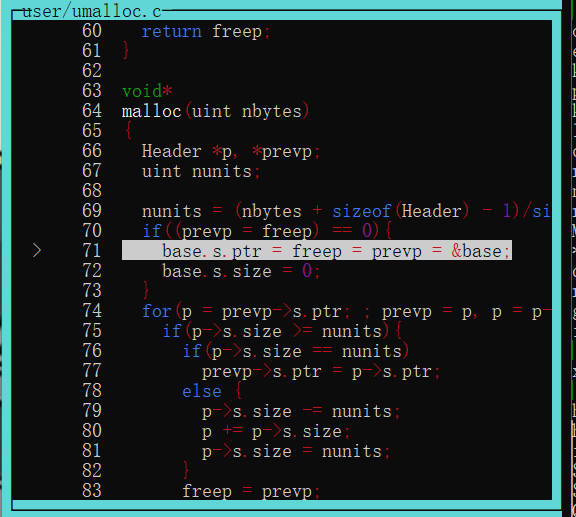 user/umalloc.c
60 return freep;
61 }
62
63 void*
64 malloc(uint nbytes)
65 {
66 Header *p, *prevp;
67 uint nunits;
68
69 nunits = (nbytes + sizeof(Header) - 1)/si
70 if((prevp = freep) == 0){
> 71 base.s.ptr = freep = prevp = &base;
72 base.s.size = 0;
73 }
74 for(p = prevp->s.ptr; ; prevp = p, p = p-
75 if(p->s.size >= nunits){
76 if(p->s.size == nunits)
77 prevp->s.ptr = p->s.ptr;
78 else {
79 p->s.size -= nunits;
80 p += p->s.size;
81 p->s.size = nunits;
82 }
83 freep = prevp;